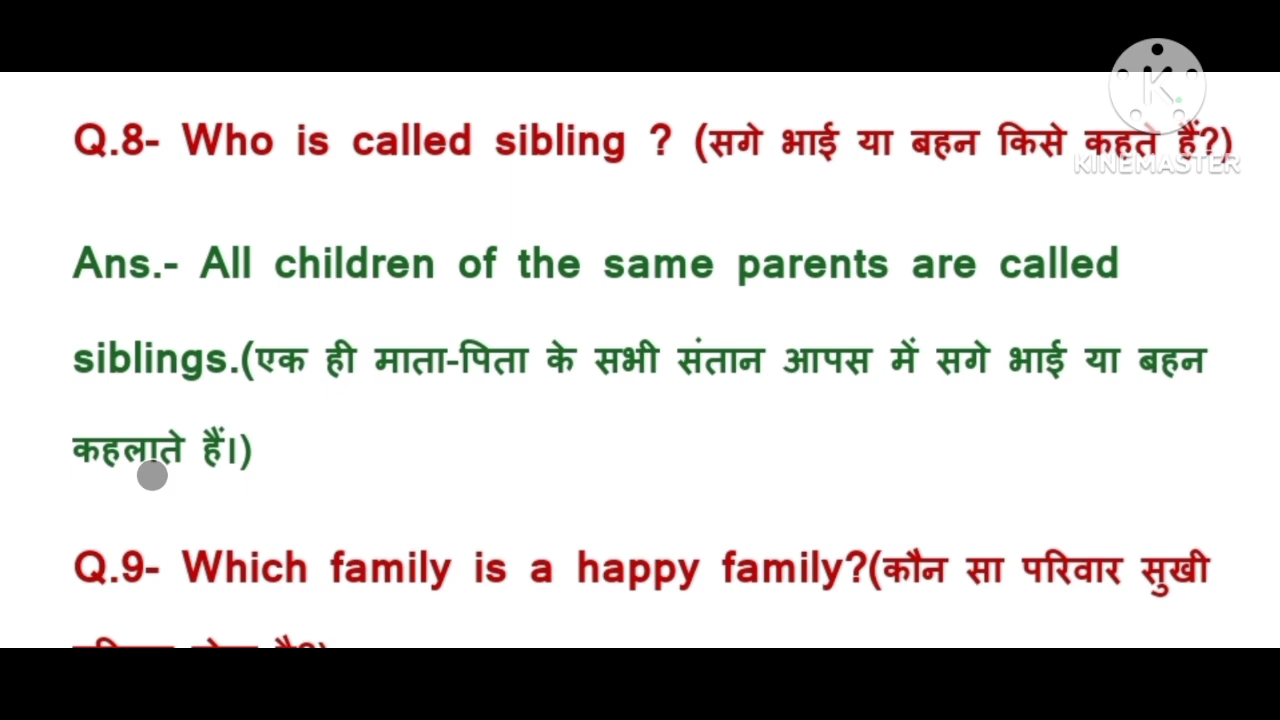 Q.8- Who is called sibling ? (सगे भाई या बहन किसे कहते हैं?)
KINEMASTER
Ans.- All children of the same parents are called
siblings.(एक ही माता-पिता के सभी संतान आपस में सगे भाई या बहन
कहलाते हैं।)
Q.9- Which family is a happy family?(कौन सा परिवार सुखी